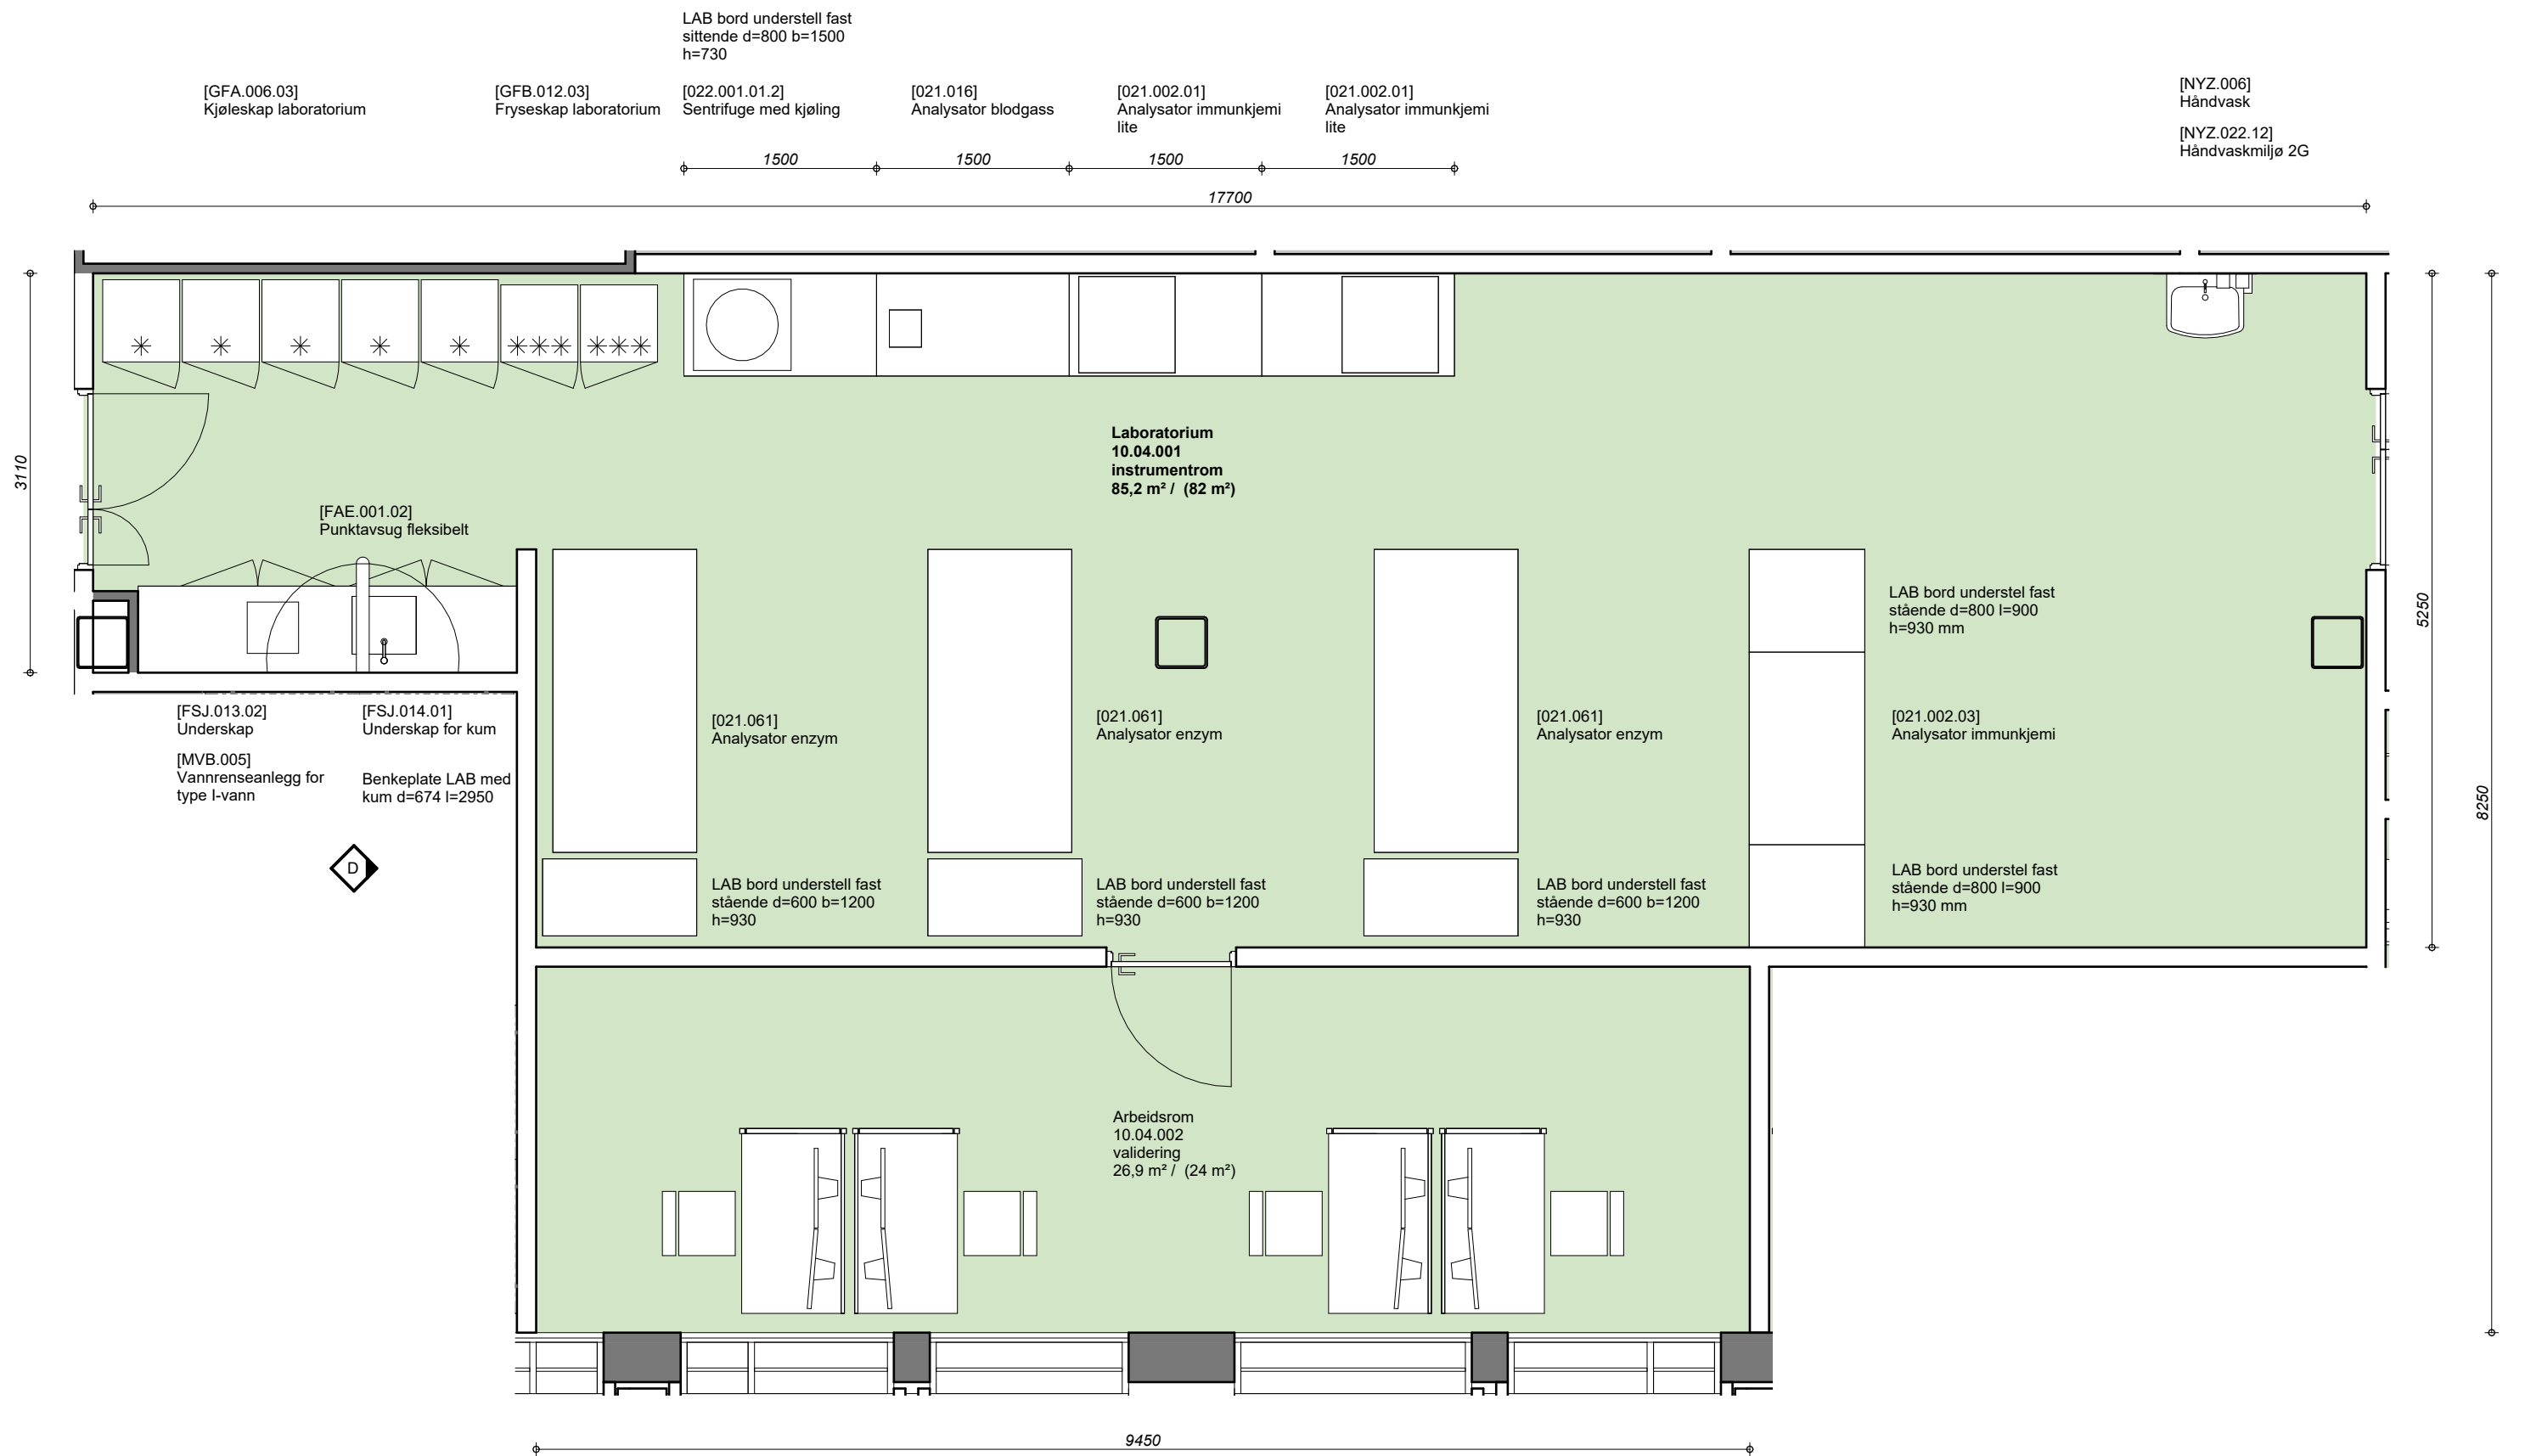 LAB bord understell fast
sittende d=800 b=1500
h=730
[GFA.006.03]
Kjøleskap laboratorium
[GFB.012.03]
Fryseskap laboratorium
[022.001.01.2]
Sentrifuge med kjøling
[021.016]
Analysator blodgass
[021.002.01]
Analysator immunkjemi
lite
[021.002.01]
Analysator immunkjemi
lite
[NYZ.006]
Håndvask
[NYZ.022.12]
Håndvaskmiljø 2G
1500
1500
1500
1500
17700
3110
Laboratorium
10.04.001
instrumentrom
85,2 m² / (82 m²)
[FAE.001.02]
Punktavsug fleksibelt
LAB bord understel fast
stående d=800 l=900
h=930 mm
5250
8250
[FSJ.013.02]
Underskap
[MVB.005]
Vannrenseanlegg for
type I-vann
[FSJ.014.01]
Underskap for kum
Benkeplate LAB med
kum d=674 l=2950
[021.061]
Analysator enzym
[021.061]
Analysator enzym
[021.061]
Analysator enzym
[021.002.03]
Analysator immunkjemi
D
LAB bord understell fast
stående d=600 b=1200
h=930
LAB bord understell fast
stående d=600 b=1200
h=930
LAB bord understell fast
stående d=600 b=1200
h=930
LAB bord understel fast
stående d=800 l=900
h=930 mm
Arbeidsrom
10.04.002
validering
26,9 m² / (24 m²)
9450